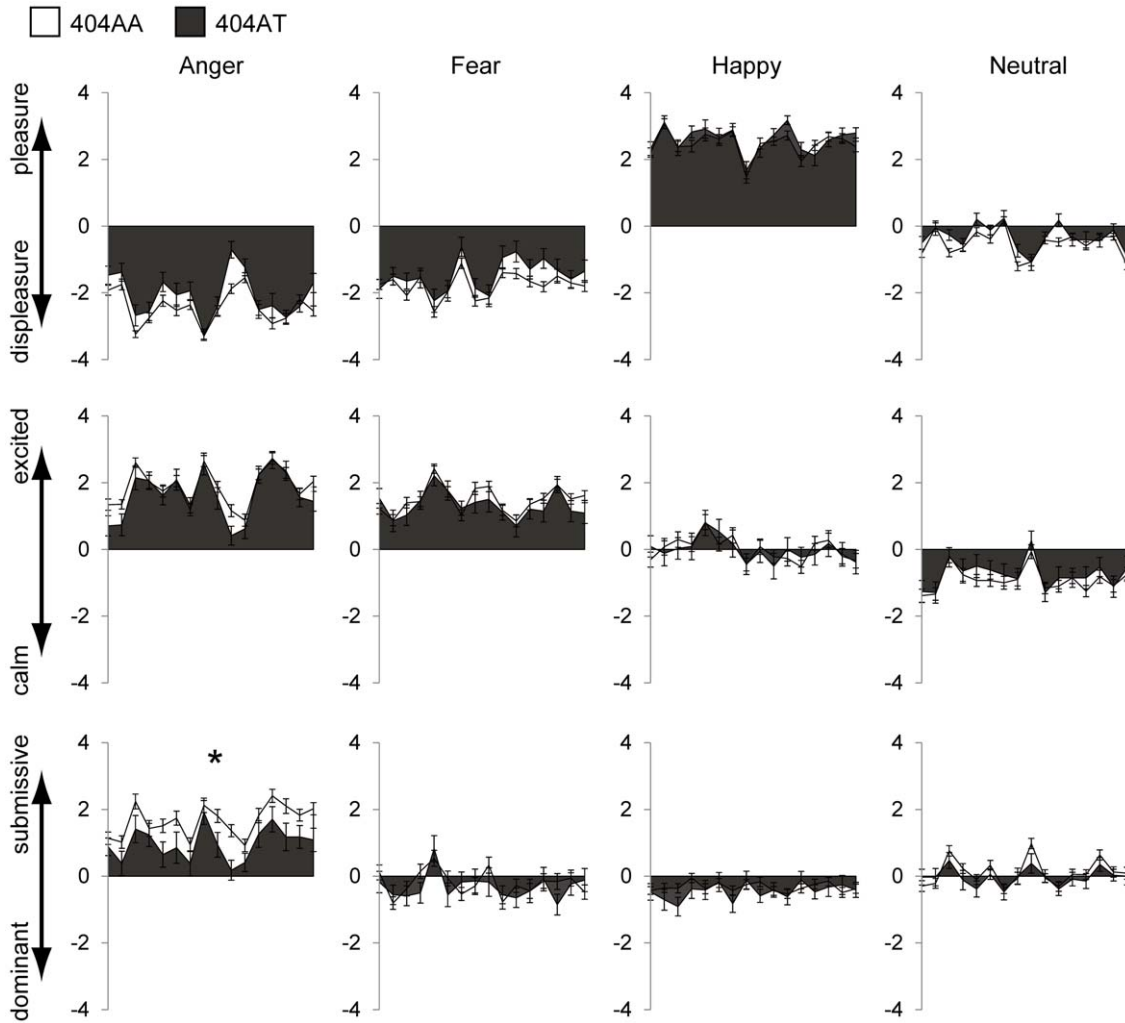 404AA 404AT
Anger Fear Happy Neutral
pleasure
displeasure
4 4 4 4
2 2 2 2
0 0 0 0
-2 -2 -2 -2
-4 -4 -4 -4
excited
calm
4 4 4 4
2 2 2 2
0 0 0 0
-2 -2 -2 -2
-4 -4 -4 -4
submissive
dominant
*
4 4 4 4
2 2 2 2
0 0 0 0
-2 -2 -2 -2
-4 -4 -4 -4